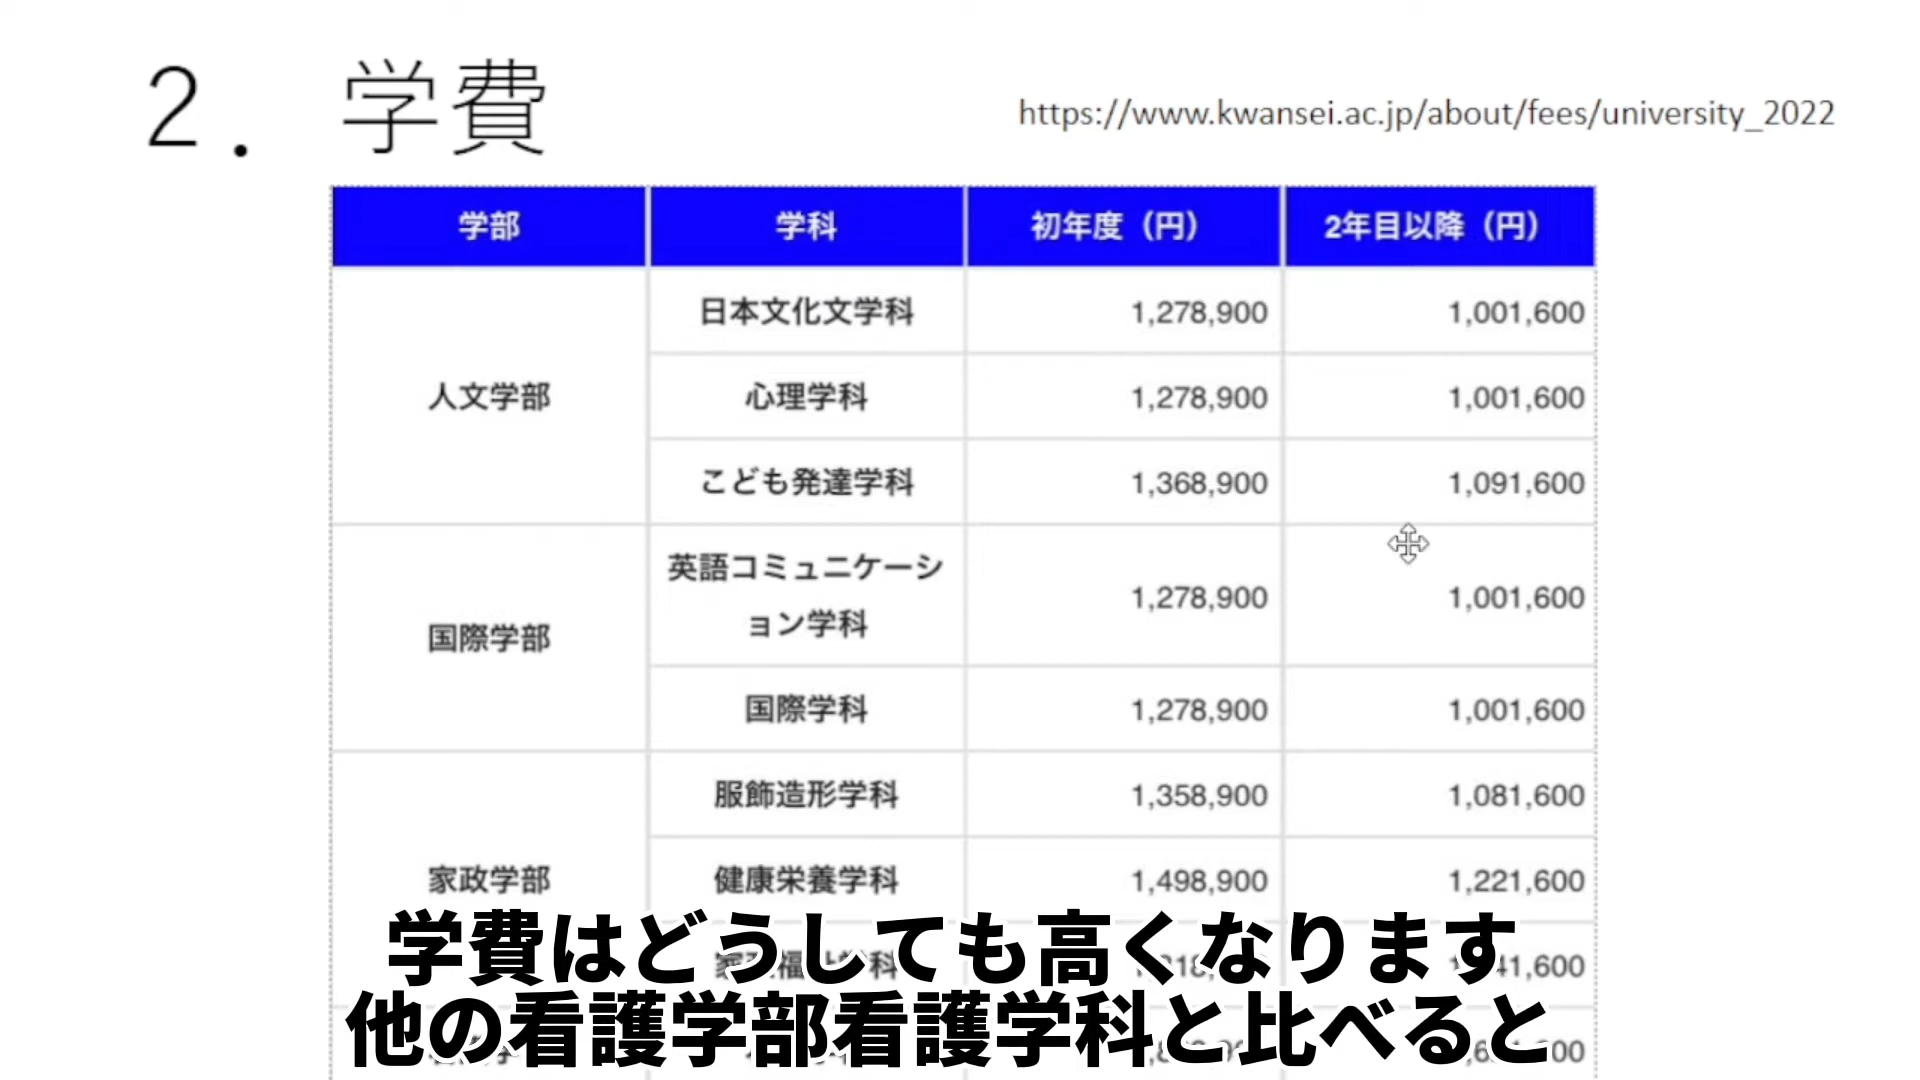 2. 学費
https://www.kwansei.ac.jp/about/fees/university_2022
学部 学科 初年度（円） 2年目以降（円）
人文学部
日本文化文学科 1,278,900 1,001,600
心理学科 1,278,900 1,001,600
こども発達学科 1,368,900 1,091,600
国際学部
英語コミュニケーシ
ョン学科 1,278,900 1,001,600
国際学科 1,278,900 1,001,600
家政学部
服飾造形学科 1,358,900 1,081,600
健康栄養学科 1,498,900 1,221,600
学費はどうしても高くなります
他の看護学部看護学科と比べると